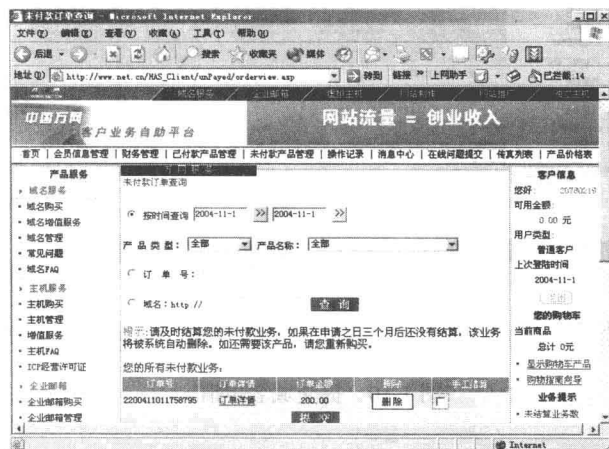 未付款订单查询 - Microsoft Internet Explorer
文件(F) 编辑(E) 查看(V) 收藏(A) 工具(T) 帮助(H)
后退 搜索 收藏夹 媒体
地址(D) http://www.net.cn/HAS_Client/unPayed/orderview.asp 转到 链接 » 上网助手 已拦截:14
域名服务 企业邮箱
中国万网
客户业务自助平台
网站流量 = 创业收入
首页 | 会员信息管理 | 财务管理 | 已付款产品管理 | 未付款产品管理 | 操作记录 | 消息中心 | 在线问题提交 | 传真列表 | 产品价格表
产品服务
域名服务
域名购买
域名增值服务
域名管理
常见问题
域名FAQ
主机服务
主机购买
主机管理
增值服务
主机FAQ
ICP经营许可证
企业邮箱
企业邮箱购买
企业邮箱管理
未付款订单查询
按时间查询 2004-11-1 >> 2004-11-1 >>
产品类型: 全部 产品名称: 全部
订 单 号:
域名:http:// 查 询
提示:请及时结算您的未付款业务,如果在申请之日三个月后还没有结算,该业务
将被系统自动删除。如还需要该产品,请您重新购买。
您的所有未付款业务:
订单号 订单详情 订单金额 删除 手工结算
2200411011758795 订单详情 200.00 删除
提 交
客户信息
您好: 20780219
可用金额:
0.00 元
用户类型:
普通客户
上次登陆时间
2004-11-1
您的购物车
当前商品
总计 0元
显示购物车产品
购物指南向导
业务提示
未结算业务数
Internet